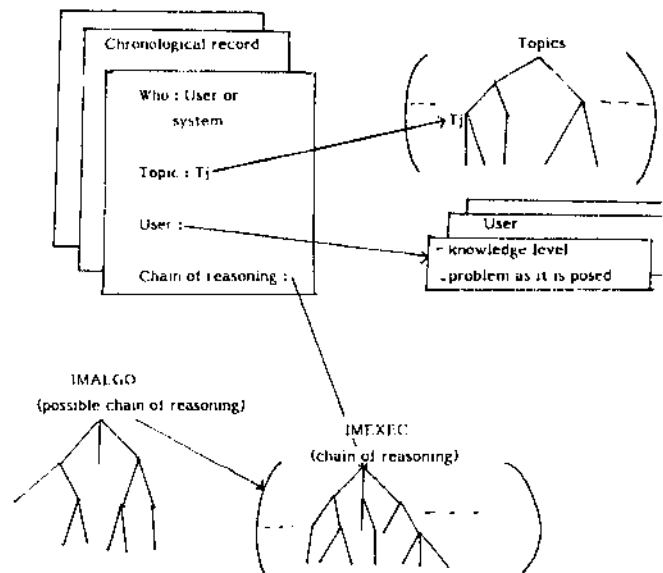 Chronological record
Who : User or
system
Topic : Tj
User :
Chain of reasoning :
Topics
Tj
User
- knowledge level
- problem as it is posed
IMALGO
(possible chain of reasoning)
IMEXEC
(chain of reasoning)